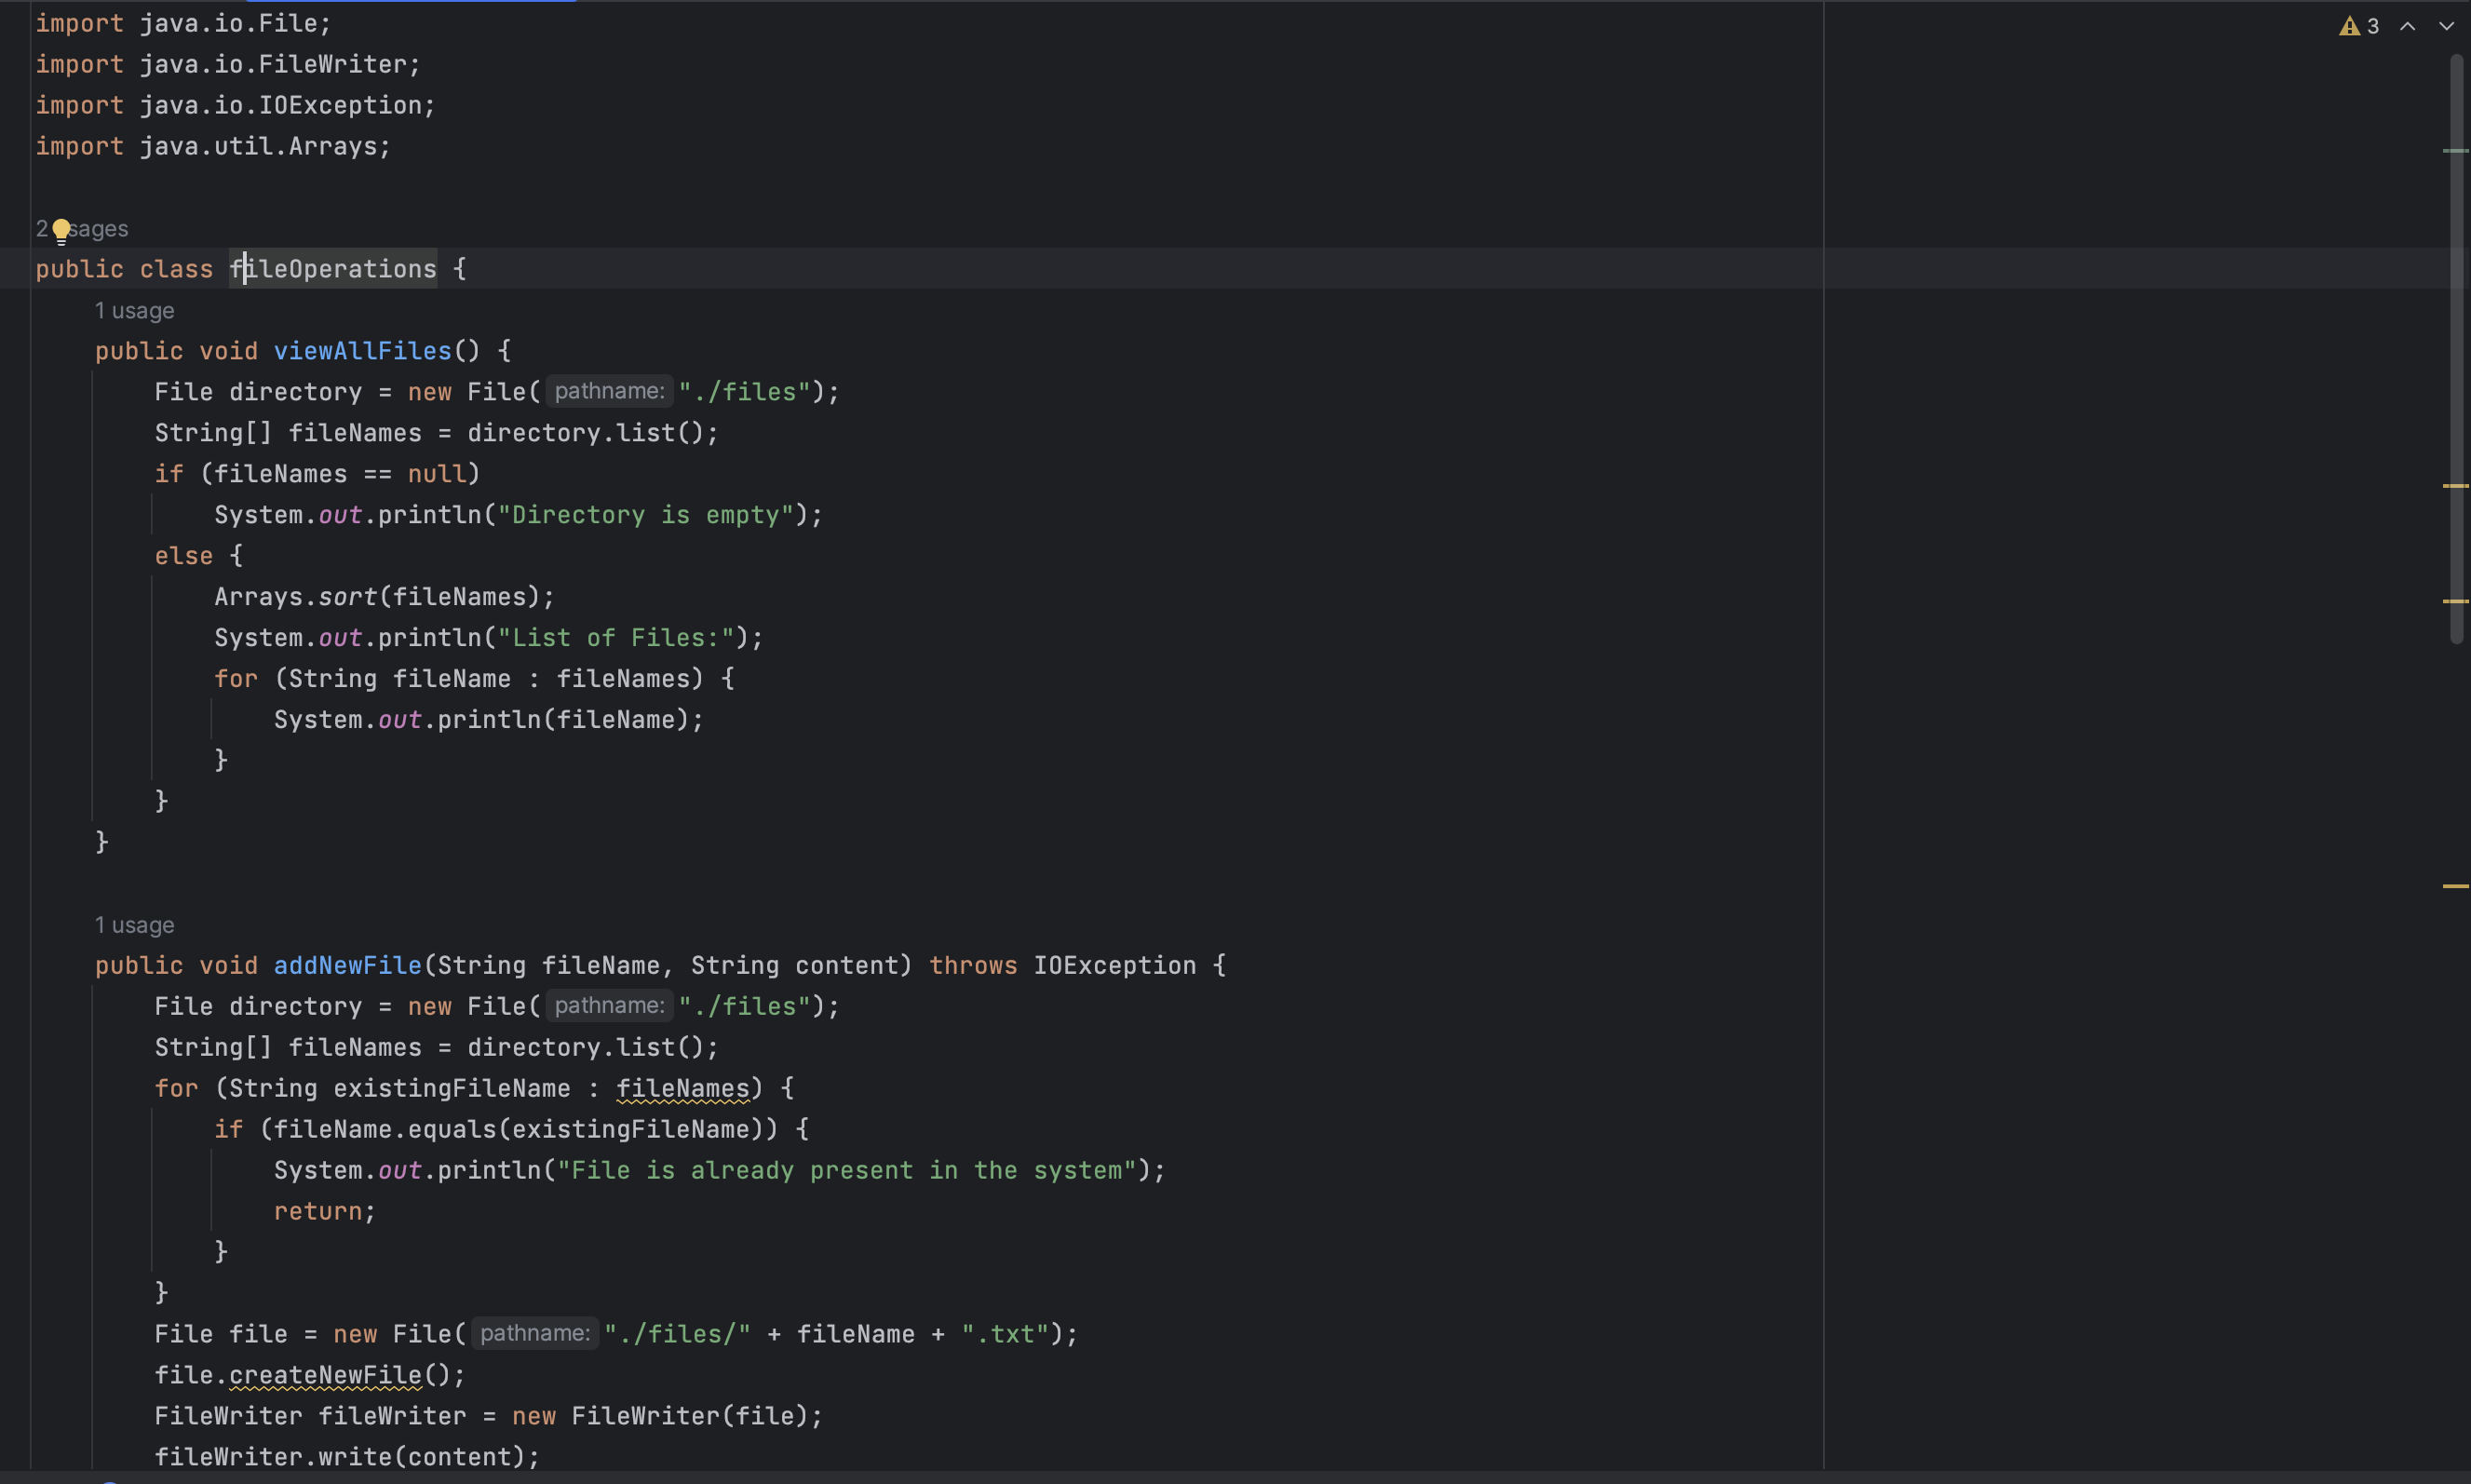 import java.io.File;
3
import java.io.FileWriter;
import java.io.IOException;
import java.util.Arrays;
2 sages
public class fileOperations {
1 usage
public void viewAllFiles() {
File directory = new File( pathname: "./files");
String[] fileNames = directory.list();
if (fileNames == null)
System.out.println("Directory is empty");
else {
Arrays.sort(fileNames);
System.out.println("List of Files:");
for (String fileName : fileNames) {
System.out.println(fileName);
}
}
}
1 usage
public void addNewFile(String fileName, String content) throws IOException {
File directory = new File( pathname: "./files");
String[] fileNames = directory.list();
for (String existingFileName : fileNames) {
if (fileName.equals(existingFileName)) {
System.out.println("File is already present in the system");
return;
}
}
File file = new File( pathname: "./files/" + fileName + ".txt");
file.createNewFile();
FileWriter fileWriter = new FileWriter(file);
fileWriter.write(content);